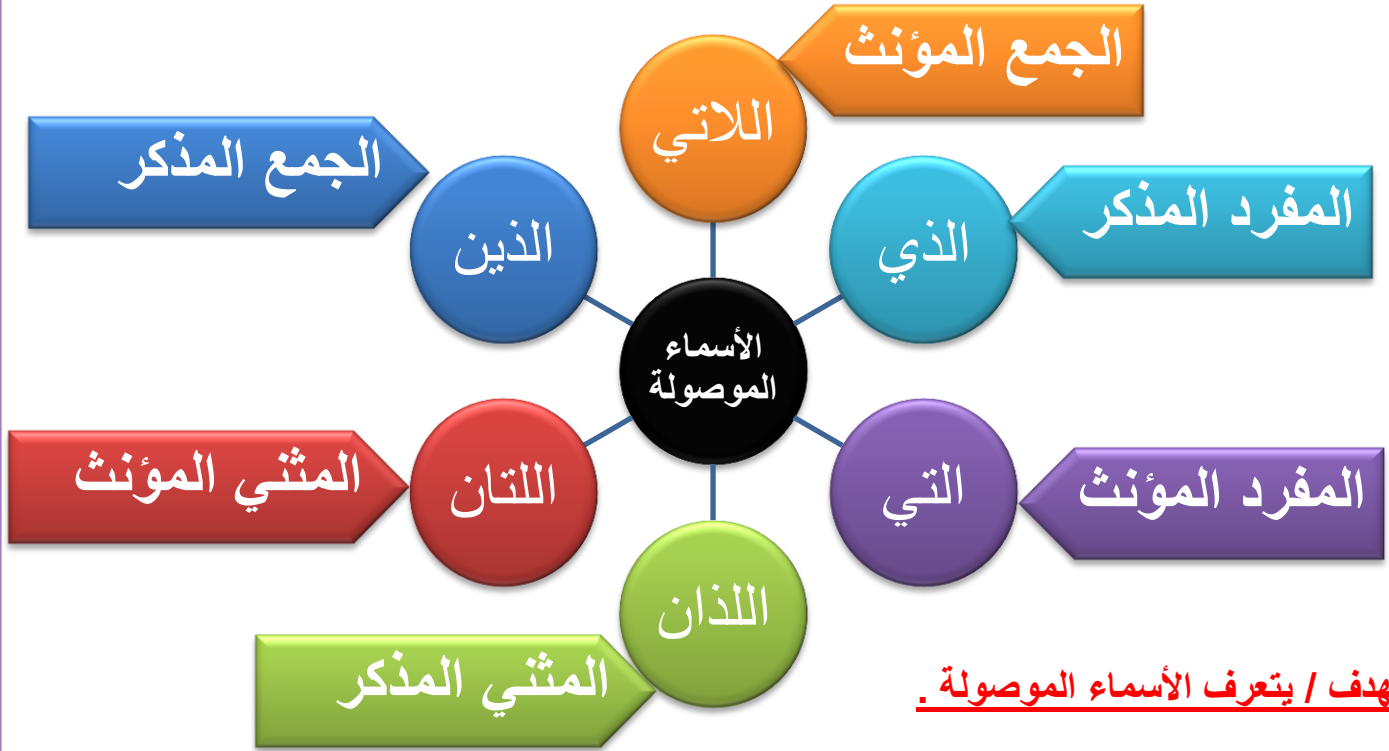 الجمع المؤنث
اللاتي
الجمع المذكر
الذين
المفرد المذكر
الذي
الأسماء
الموصولة
المثني المؤنث
اللتان
المفرد المؤنث
التي
اللذان
المثني المذكر
هدف / يتعرف الأسماء الموصولة .